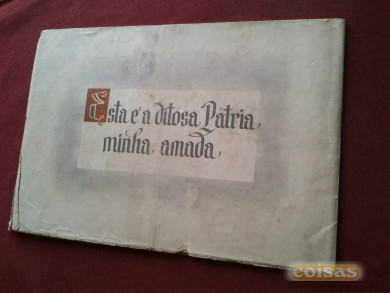 Esta é a ditosa Pátria
minha amada
coisas